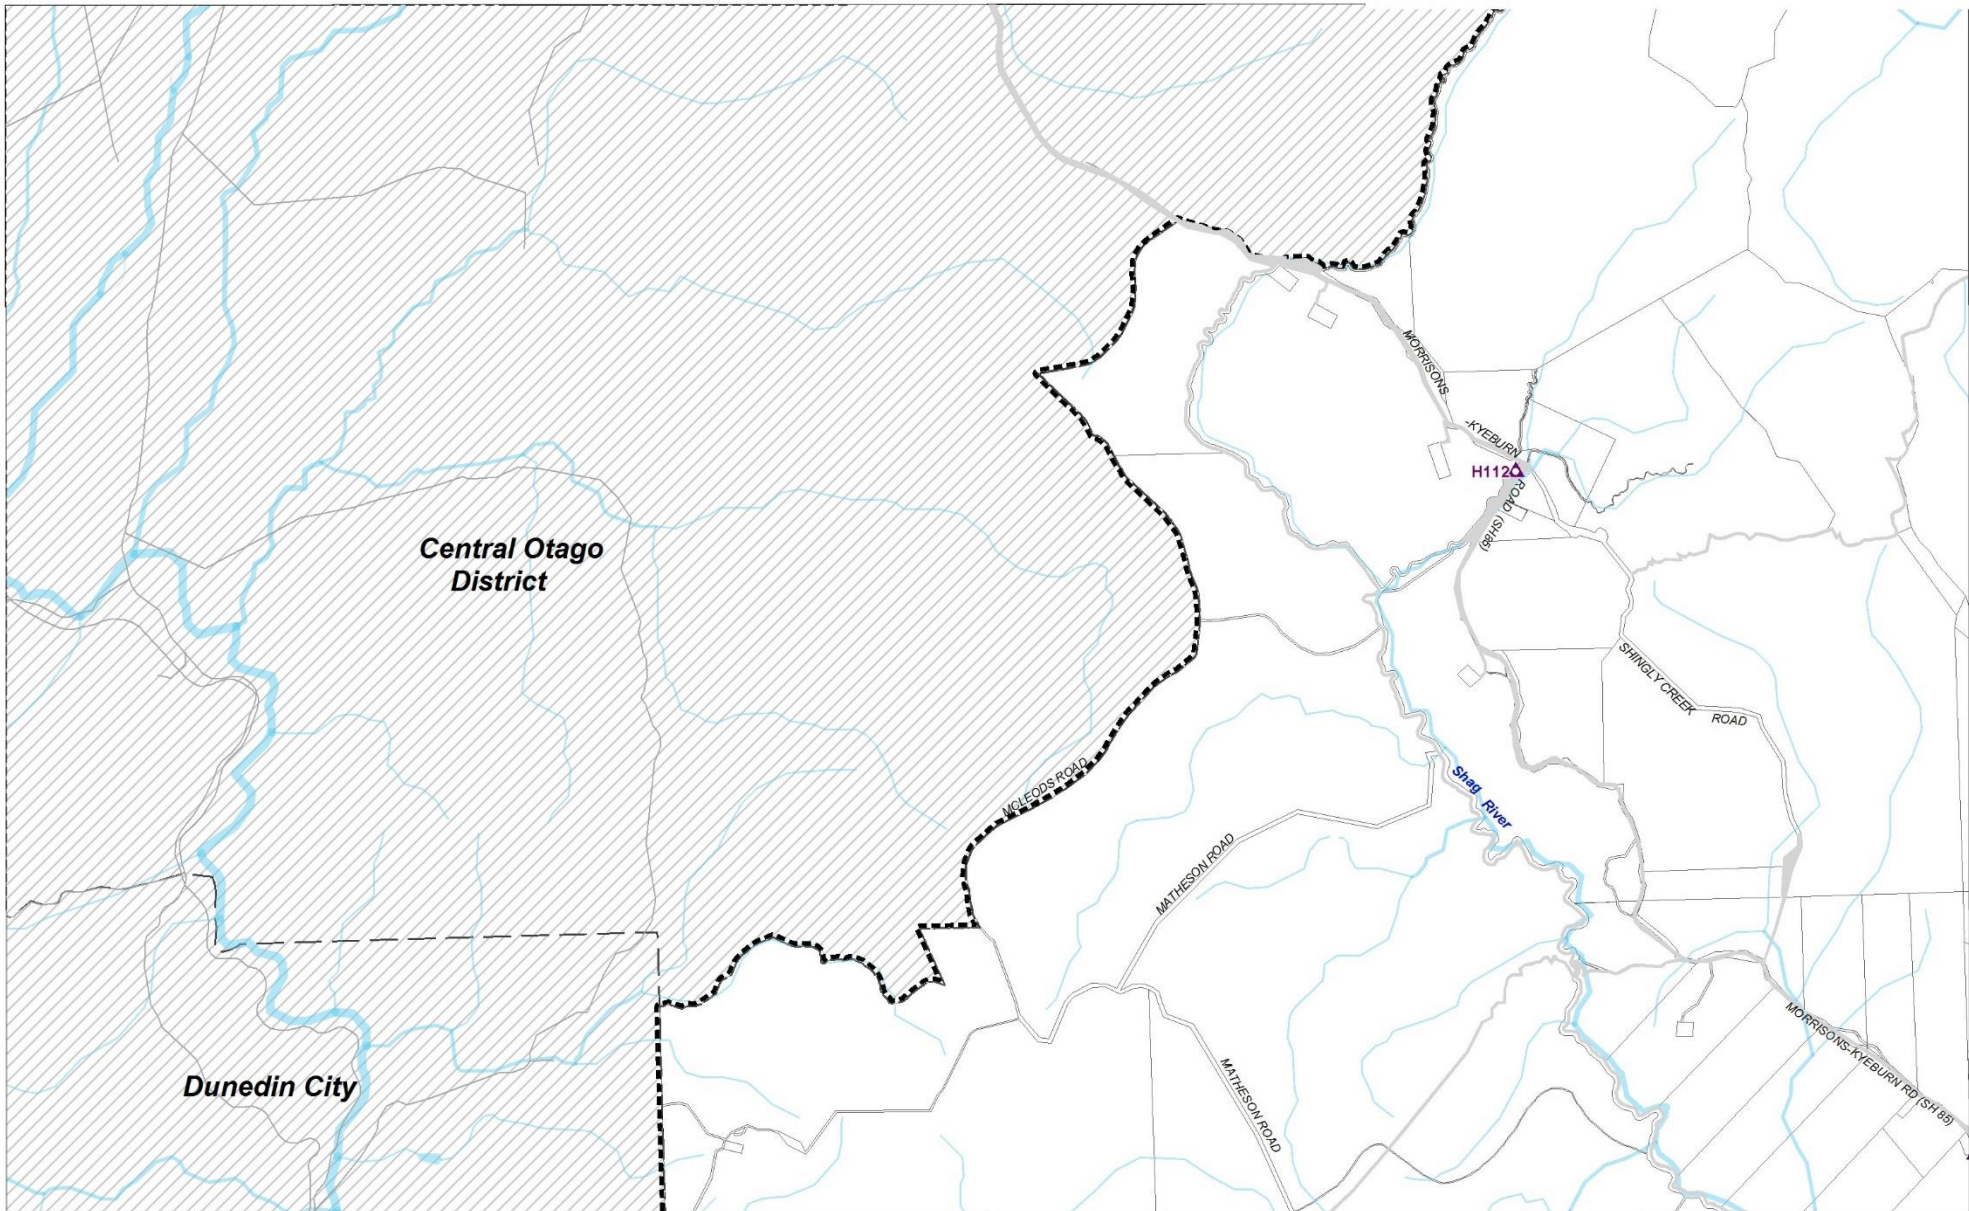 MORRISONS
-KYEBURN
H112
ROAD (SH86)
Central Otago
District
SHINGLY CREEK
ROAD
MCLEODS ROAD
Shag River
MATHESON ROAD
MORRISONS-KYEBURN RD (SH 85)
Dunedin City
MATHESON ROAD